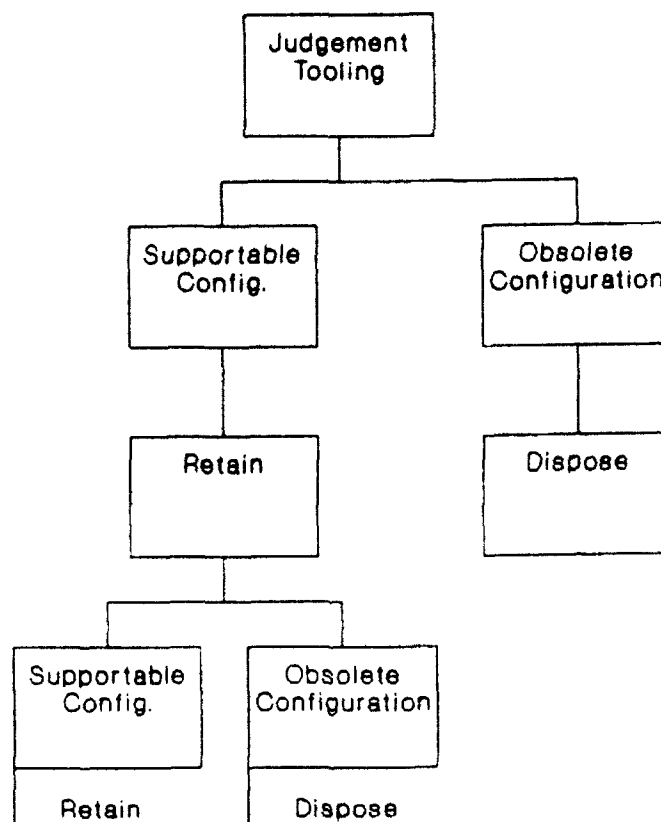 Judgement
Tooling
Supportable
Config.
Obsolete
Configuration
Retain
Dispose
Supportable
Config.
Obsolete
Configuration
Retain
Dispose